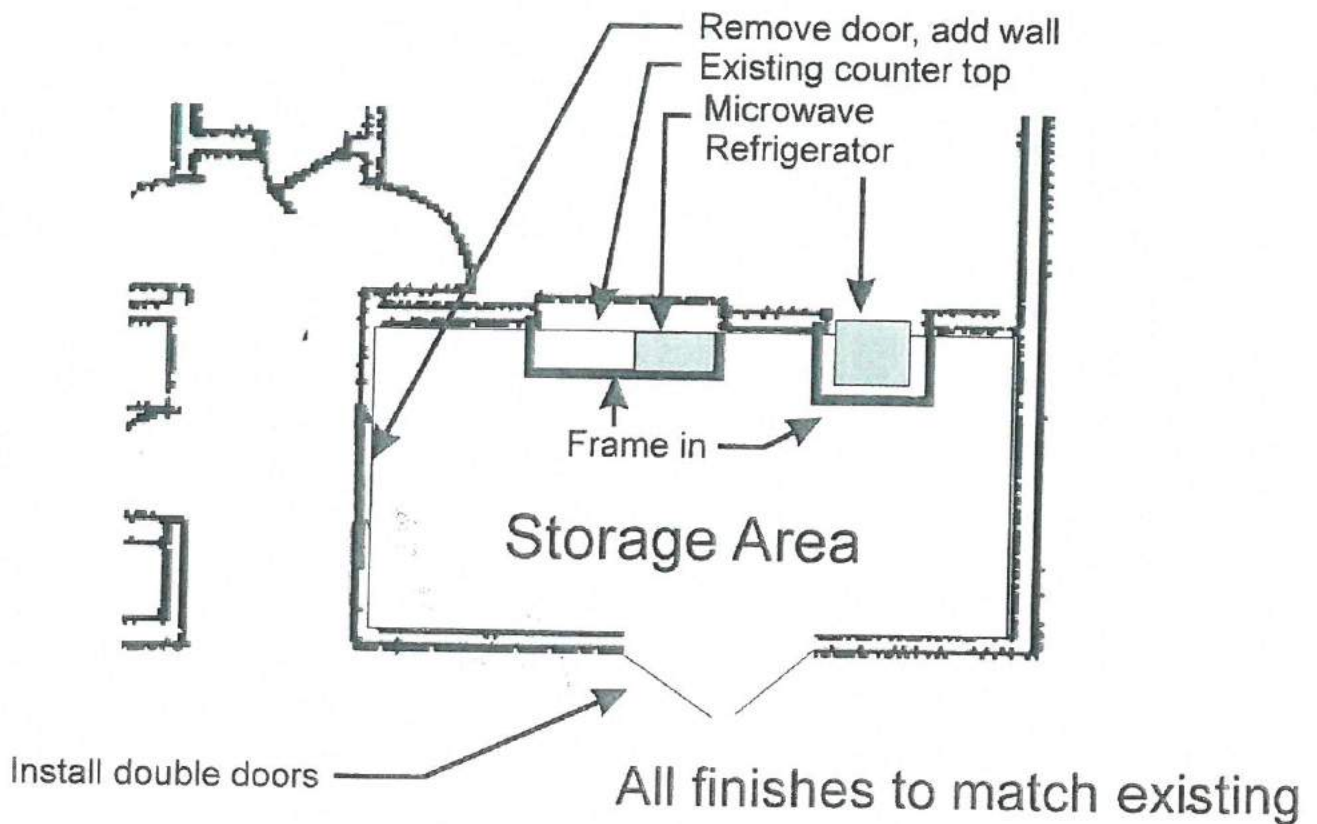 Remove door, add wall
Existing counter top
Microwave
Refrigerator
Frame in
Storage Area
Install double doors
All finishes to match existing